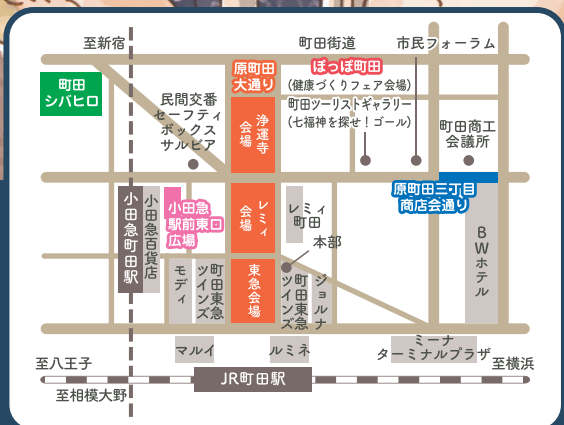 至新宿
町田街道
市民フォーラム
原町田
大通り
ぽっぽ町田
(健康づくりフェア会場)
町田ツーリストギャラリー
(七福神を探せ!ゴール)
町田
シバヒロ
民間交番
セーフティ
ボックス
サルビア
浄運寺
会場
町田商工
会議所
原町田三丁目
商店会通り
小田急町田駅
小田急百貨店
小田急
駅前東口
広場
レミィ
会場
レミィ
町田
本部
BWホテル
モディ
町田東急
ツインズ
東急会場
町田東急
ツインズ
ジョルナ
マルイ
ルミネ
ミーナ
ターミナルプラザ
至八王子
至横浜
JR町田駅
至相模大野